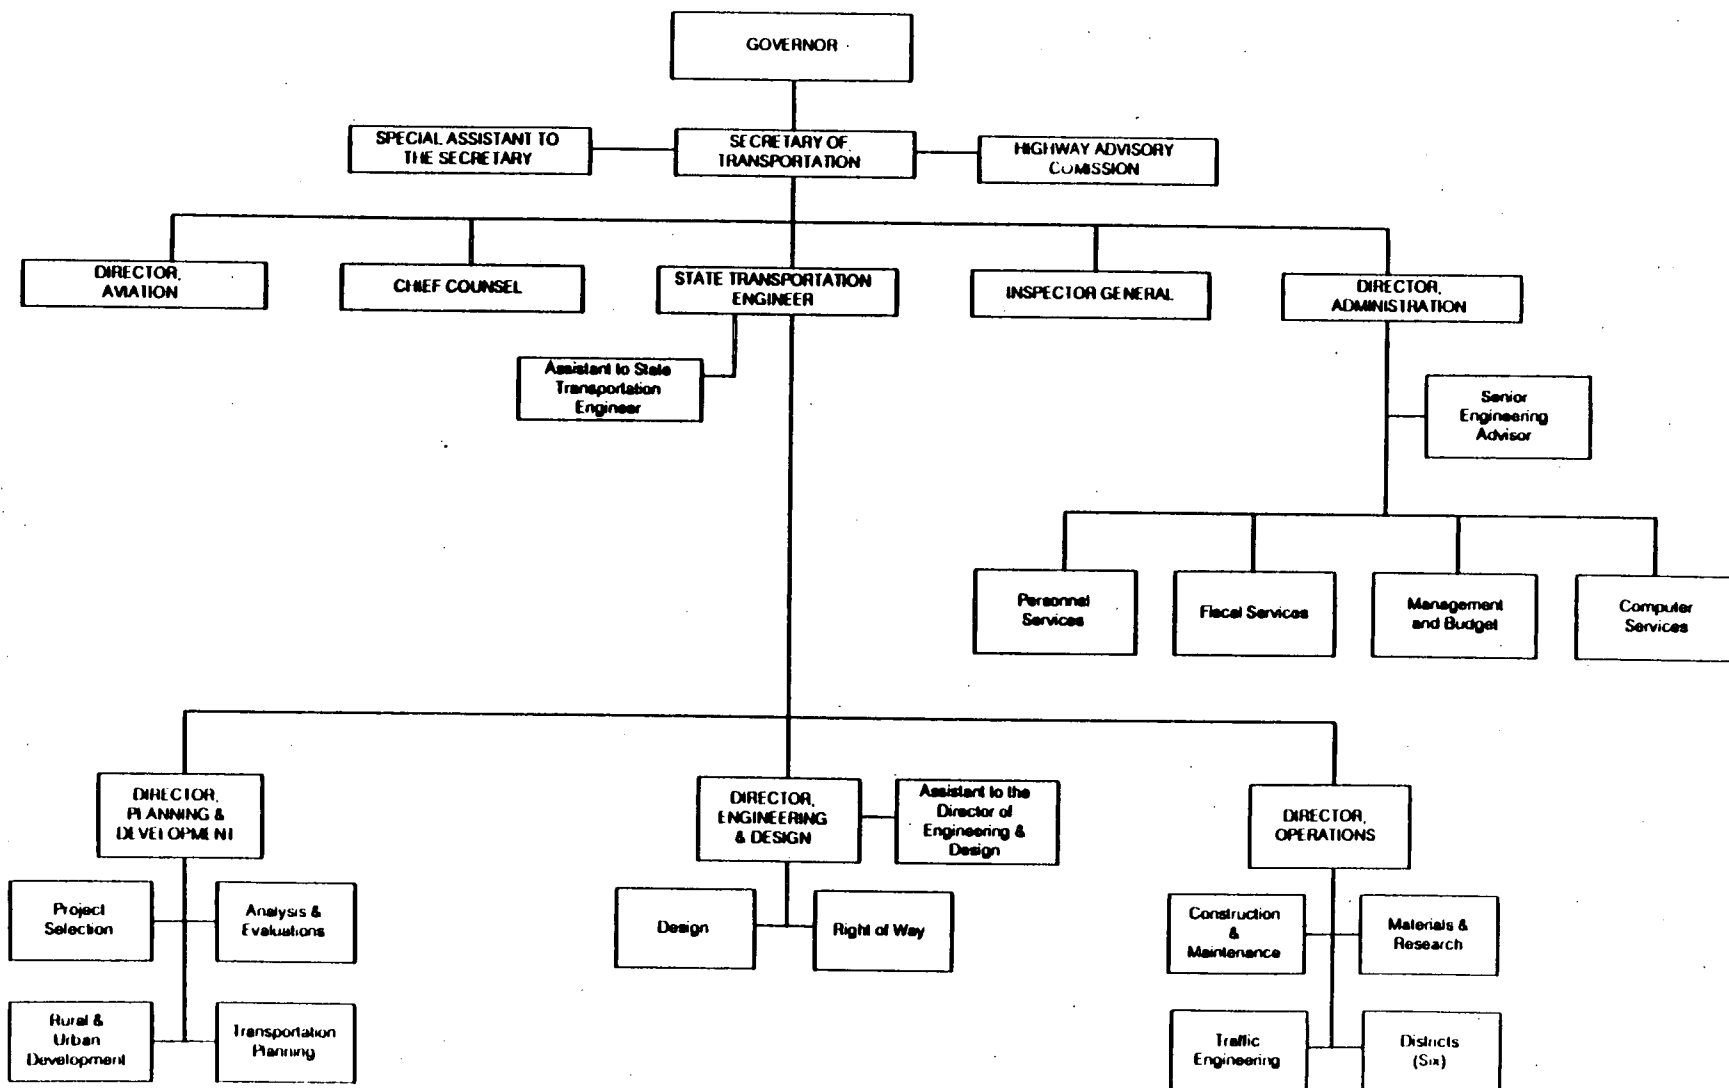 GOVERNOR
SPECIAL ASSISTANT TO
THE SECRETARY
SECRETARY OF
TRANSPORTATION
HIGHWAY ADVISORY
COMISSION
DIRECTOR,
AVIATION
CHIEF COUNSEL
STATE TRANSPORTATION
ENGINEER
INSPECTOR GENERAL
DIRECTOR,
ADMINISTRATION
Assistant to State
Transportation
Engineer
Senior
Engineering
Advisor
Personnel
Services
Fiscal Services
Management
and Budget
Computer
Services
DIRECTOR,
PLANNING &
DEVELOPMENT
DIRECTOR,
ENGINEERING
& DESIGN
Assistant to the
Director of
Engineering &
Design
DIRECTOR,
OPERATIONS
Project
Selection
Analysis &
Evaluations
Design
Right of Way
Construction
&
Maintenance
Materials &
Research
Rural &
Urban
Development
Transportation
Planning
Traffic
Engineering
Districts
(Six)